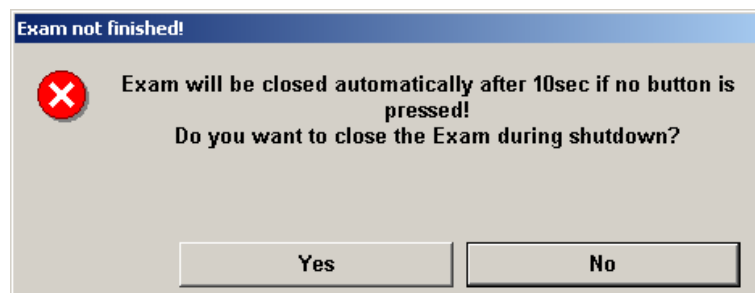 Exam not finished!
Exam will be closed automatically after 10sec if no button is
pressed!
Do you want to close the Exam during shutdown?
Yes
No